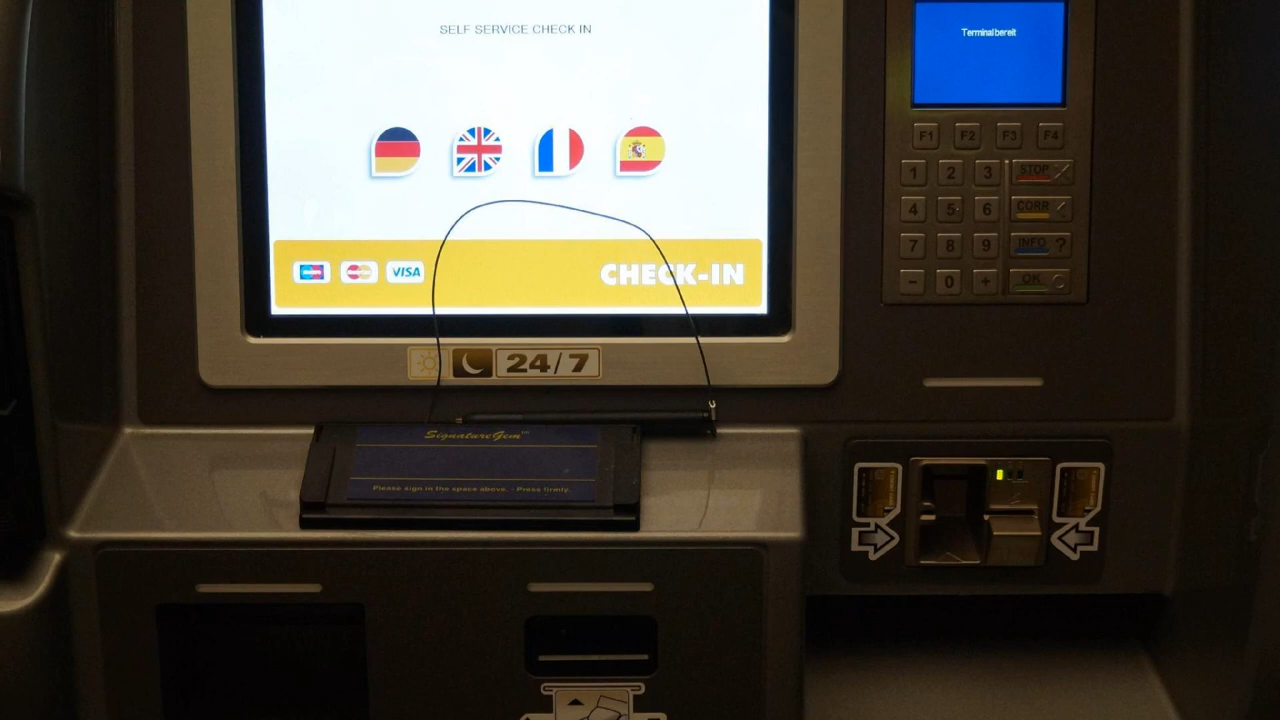 SELF SERVICE CHECK IN
VISA
CHECK-IN
24/7
SignatureGem™
Please sign in the space above. - Press firmly.
Terminal bereit
F1 F2 F3 F4
1 2 3 STOP
4 5 6 CORR
7 8 9 INFO ?
- 0 + OK